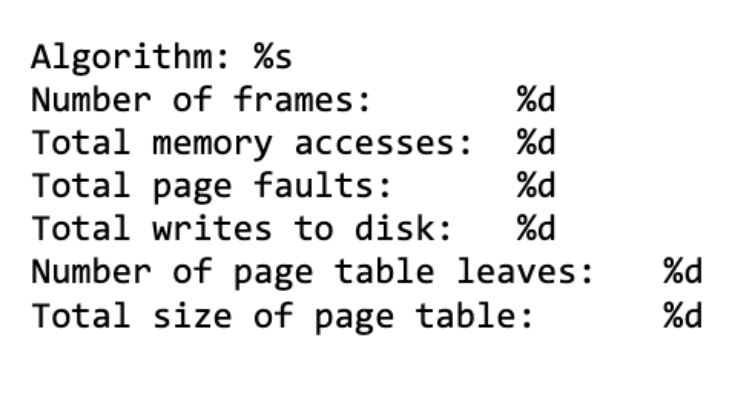 Algorithm: %s
Number of frames:       %d
Total memory accesses:  %d
Total page faults:      %d
Total writes to disk:   %d
Number of page table leaves:   %d
Total size of page table:      %d